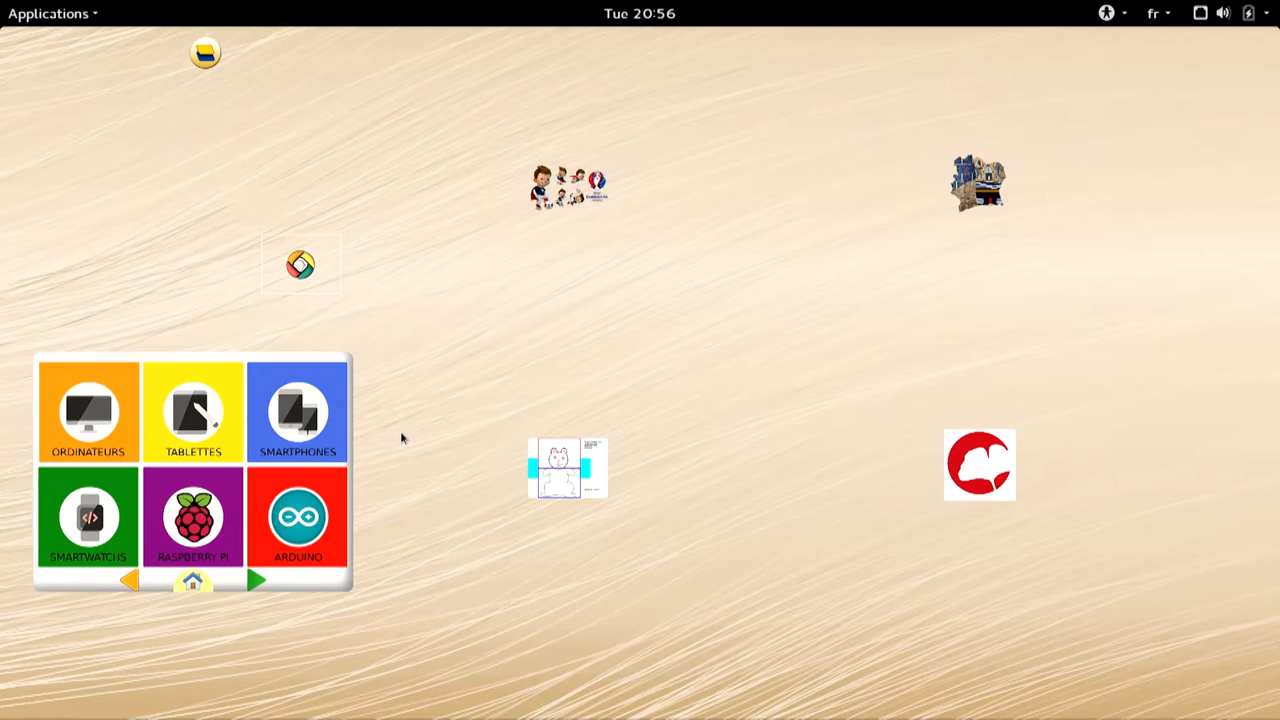 Applications
Tue 20:56
fr
ORDINATEURS
TABLETTES
SMARTPHONES
SMARTWATCHS
RASPBERRY PI
ARDUINO